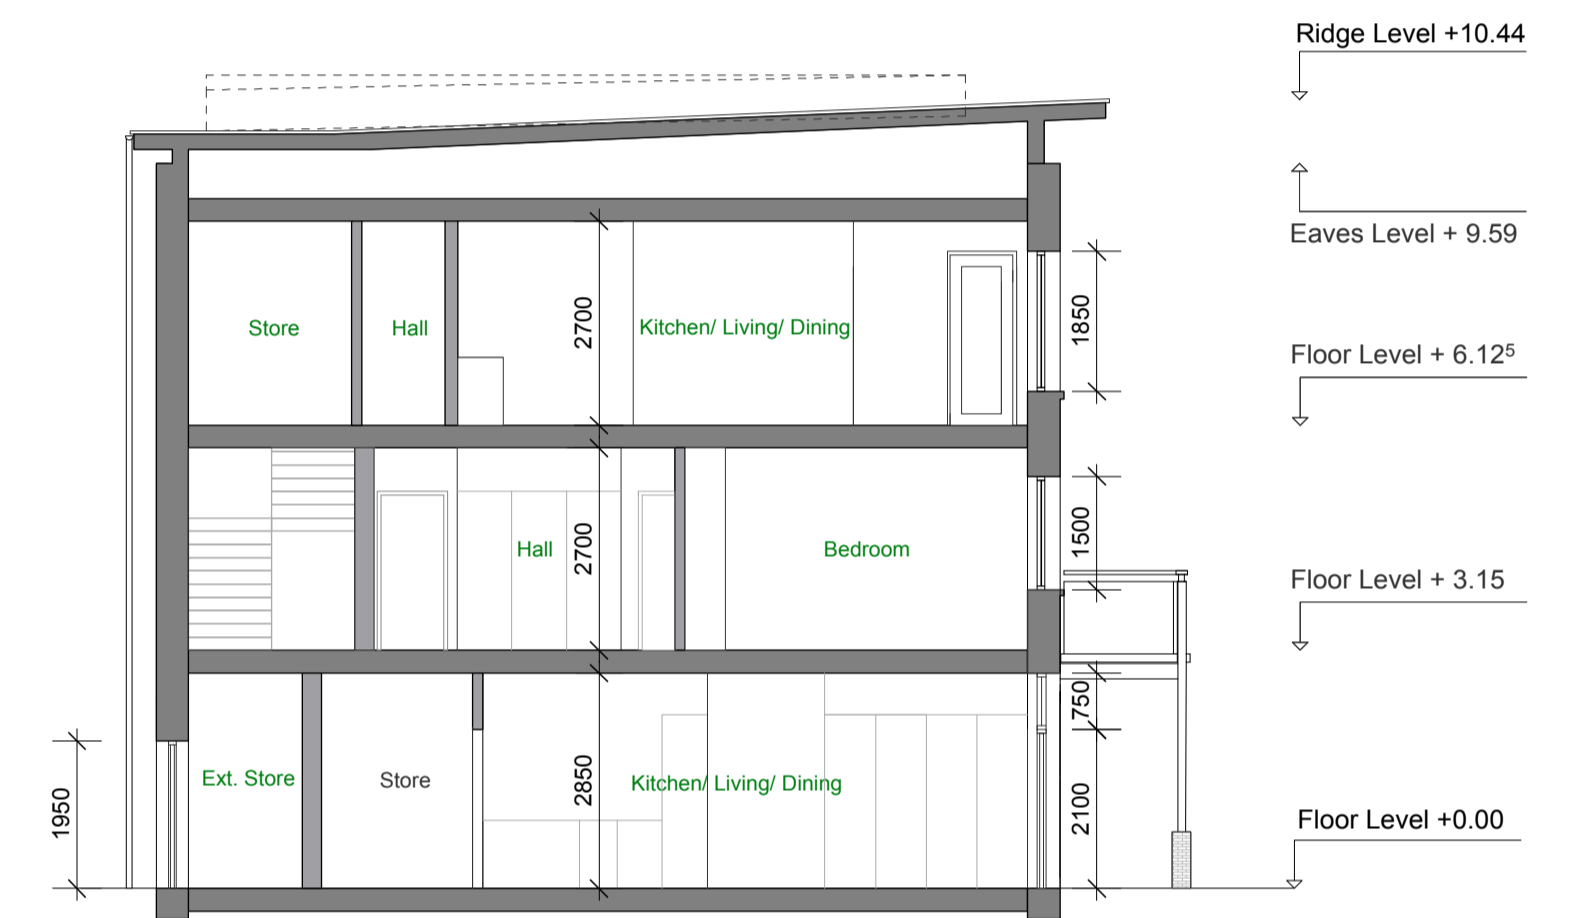 Ridge Level +10.44
Eaves Level + 9.59
Store
Hall
2700
Kitchen/ Living/ Dining
1850
Floor Level + 6.12⁵
Hall
2700
Bedroom
1500
Floor Level + 3.15
750
Ext. Store
Store
2850
Kitchen/ Living/ Dining
1950
2100
Floor Level +0.00